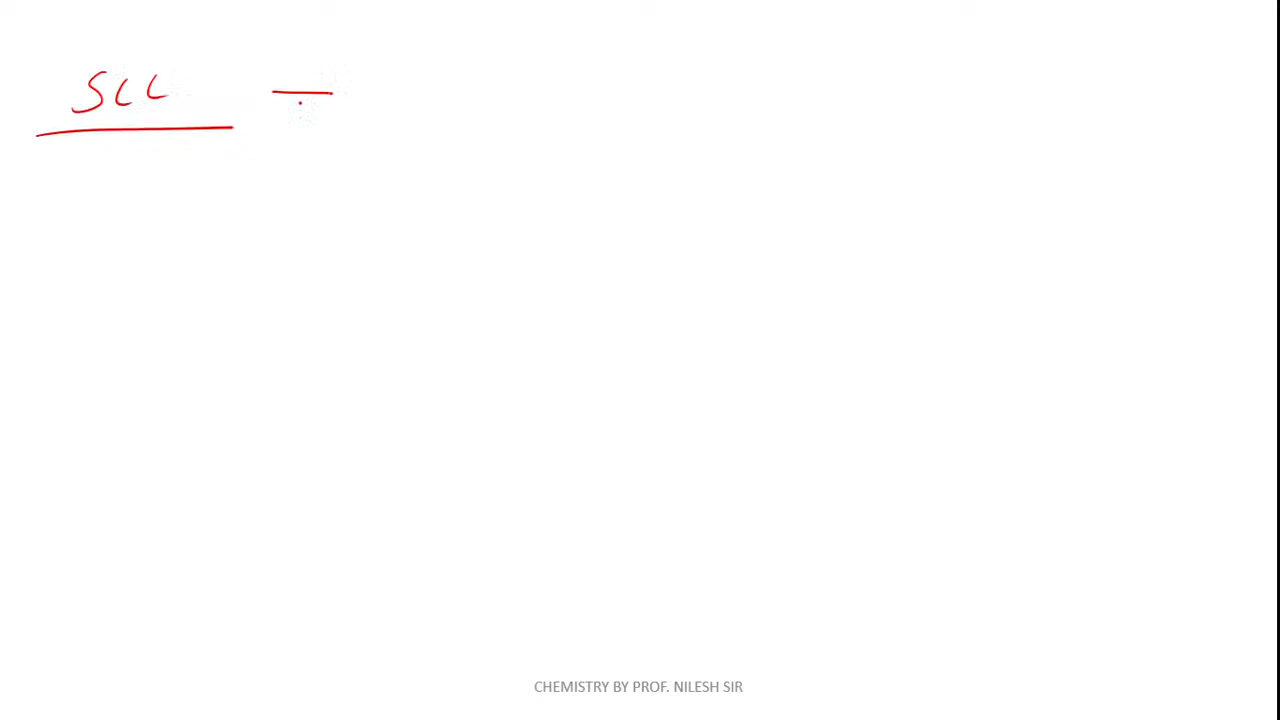 SCC —
CHEMISTRY BY PROF. NILESH SIR